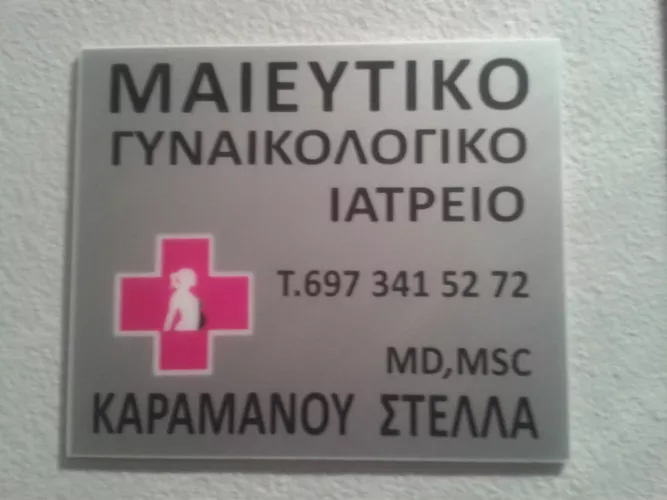 ΜΑΙΕΥΤΙΚΟ
ΓΥΝΑΙΚΟΛΟΓΙΚΟ
ΙΑΤΡΕΙΟ
Τ.697 341 52 72
MD,MSC
ΚΑΡΑΜΑΝΟΥ ΣΤΕΛΛΑ